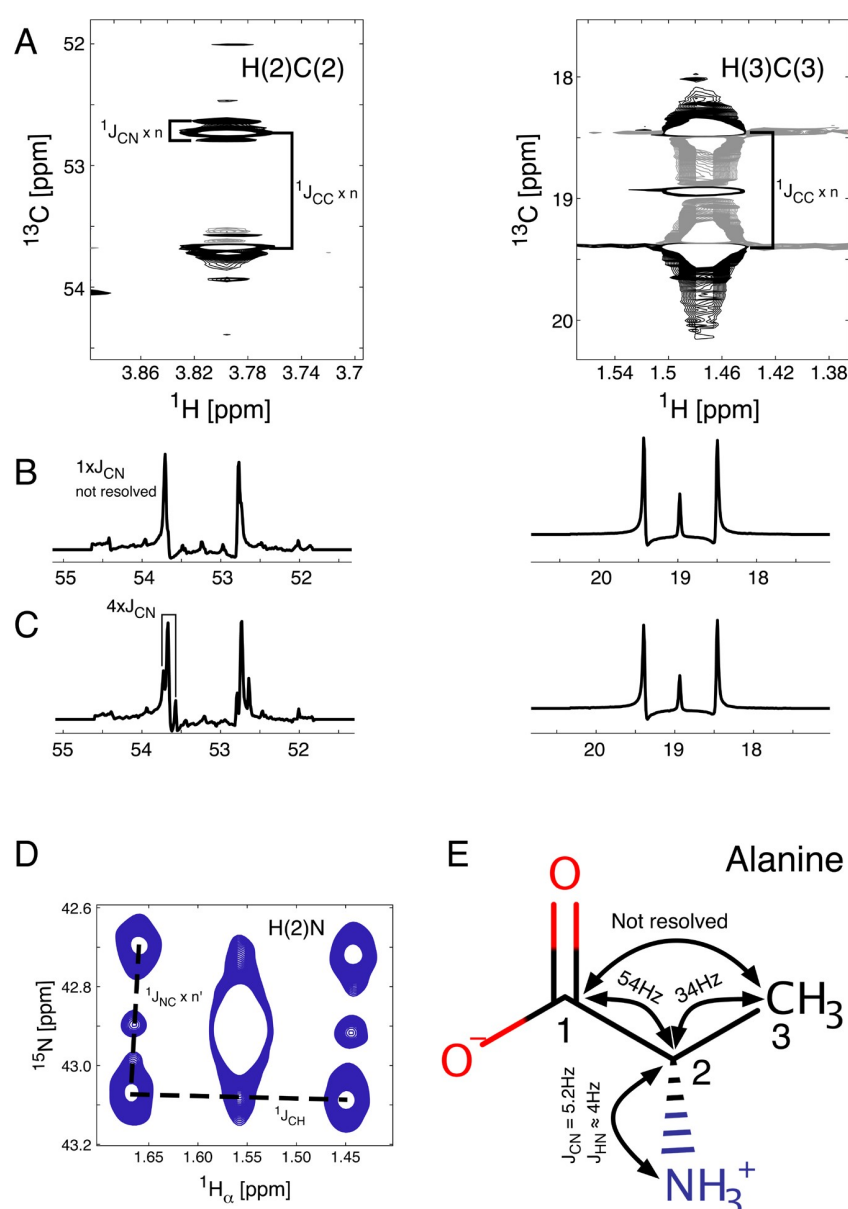 A
H(2)C(2)
H(3)C(3)
52
53
54
13C [ppm]
1JCN x n
1JCC x n
3.86 3.82 3.78 3.74 3.7
1H [ppm]
18
19
20
13C [ppm]
1JCC x n
1.54 1.5 1.46 1.42 1.38
1H [ppm]
B
1xJCN
not resolved
55 54 53 52
20 19 18
C
4xJCN
55 54 53 52
20 19 18
D
H(2)N
42.6
42.8
43.0
43.2
15N [ppm]
1JNC x n'
1JCH
1.65 1.60 1.55 1.50 1.45
1Hα [ppm]
E
Alanine
O
Not resolved
54Hz
34Hz
CH3
O−
1
2
3
JCN = 5.2Hz
JHN ≈ 4Hz
NH3+